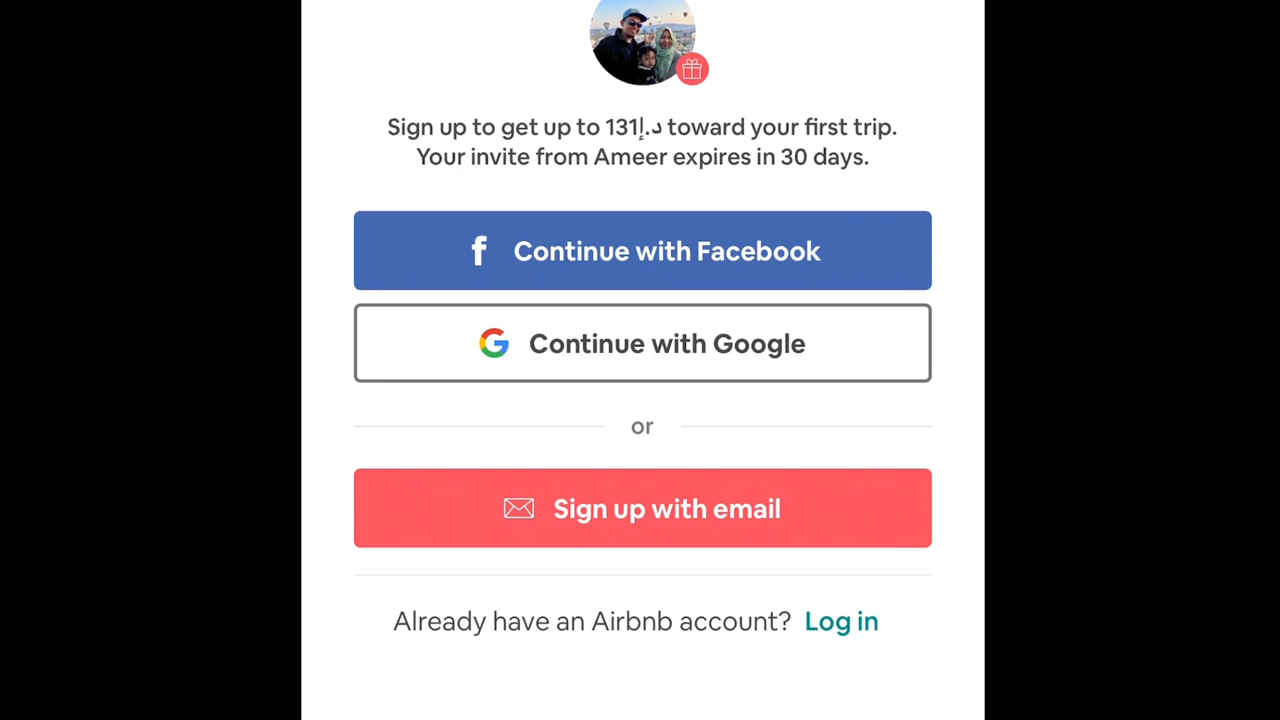 Sign up to get up to 131د.إ toward your first trip.
Your invite from Ameer expires in 30 days.
Continue with Facebook
Continue with Google
or
Sign up with email
Already have an Airbnb account? Log in